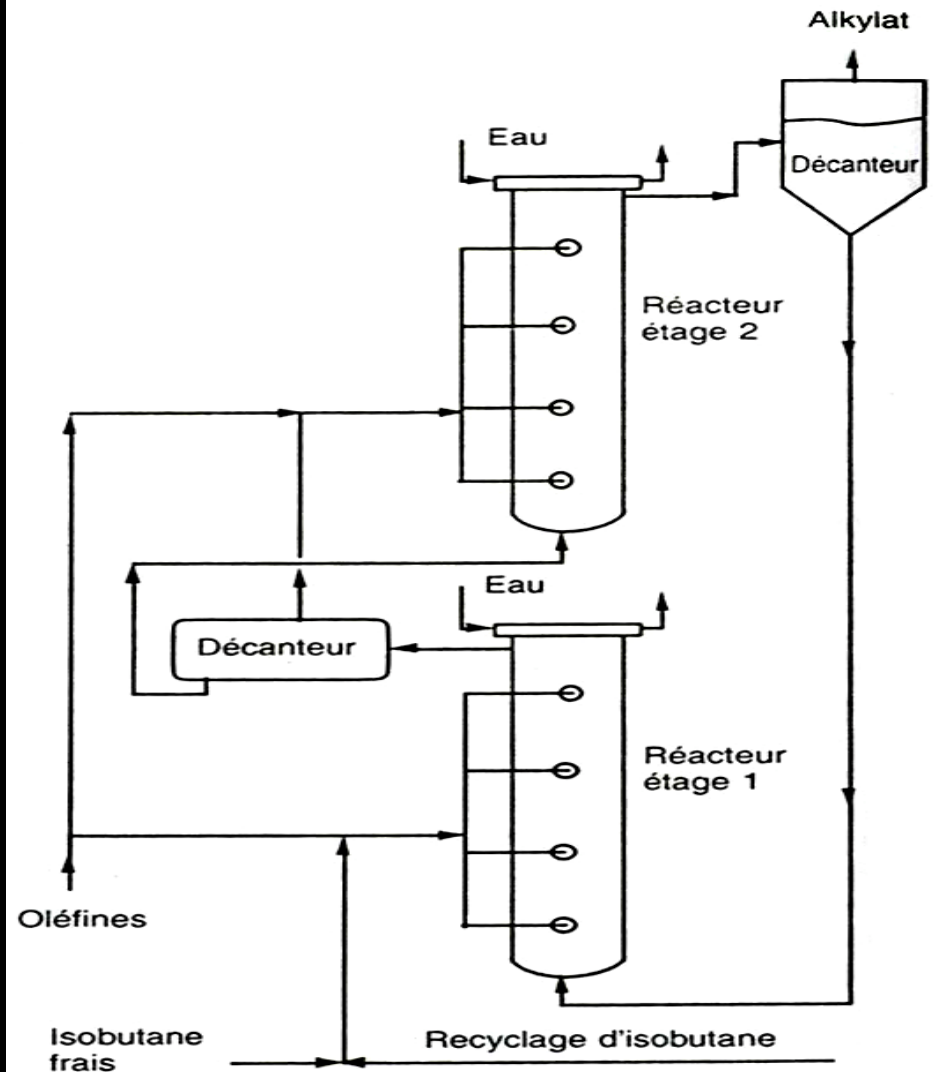 Alkylat
Eau
Décanteur
Réacteur
étage 2
Eau
Décanteur
Réacteur
étage 1
Oléfines
Isobutane
frais
Recyclage d'isobutane